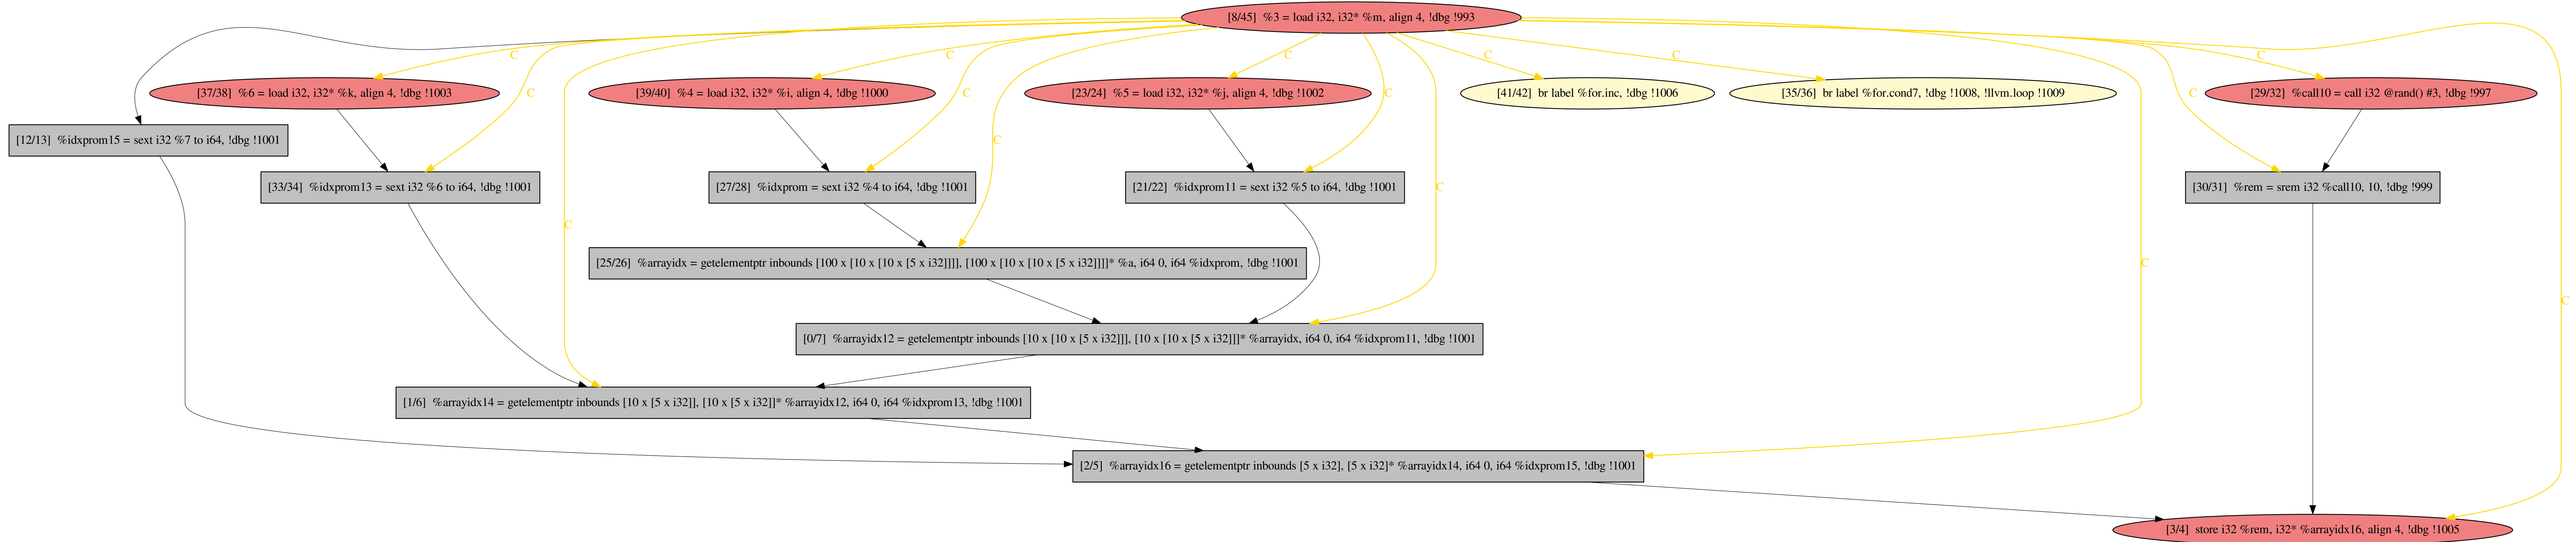 [8/45] %3 = load i32, i32* %m, align 4, !dbg !993
C
C
C
C
C
C
[37/38] %6 = load i32, i32* %k, align 4, !dbg !1003
C
[39/40] %4 = load i32, i32* %i, align 4, !dbg !1000
C
[23/24] %5 = load i32, i32* %j, align 4, !dbg !1002
C
[41/42] br label %for.inc, !dbg !1006
[35/36] br label %for.cond7, !dbg !1008, !llvm.loop !1009
C
[29/32] %call10 = call i32 @rand() #3, !dbg !997
[12/13] %idxprom15 = sext i32 %7 to i64, !dbg !1001
C
[33/34] %idxprom13 = sext i32 %6 to i64, !dbg !1001
[27/28] %idxprom = sext i32 %4 to i64, !dbg !1001
[21/22] %idxprom11 = sext i32 %5 to i64, !dbg !1001
C
[30/31] %rem = srem i32 %call10, 10, !dbg !999
C
[25/26] %arrayidx = getelementptr inbounds [100 x [10 x [10 x [5 x i32]]]], [100 x [10 x [10 x [5 x i32]]]]* %a, i64 0, i64 %idxprom, !dbg !1001
C
C
[0/7] %arrayidx12 = getelementptr inbounds [10 x [10 x [5 x i32]]], [10 x [10 x [5 x i32]]]* %arrayidx, i64 0, i64 %idxprom11, !dbg !1001
[1/6] %arrayidx14 = getelementptr inbounds [10 x [5 x i32]], [10 x [5 x i32]]* %arrayidx12, i64 0, i64 %idxprom13, !dbg !1001
[2/5] %arrayidx16 = getelementptr inbounds [5 x i32], [5 x i32]* %arrayidx14, i64 0, i64 %idxprom15, !dbg !1001
[3/4] store i32 %rem, i32* %arrayidx16, align 4, !dbg !1005